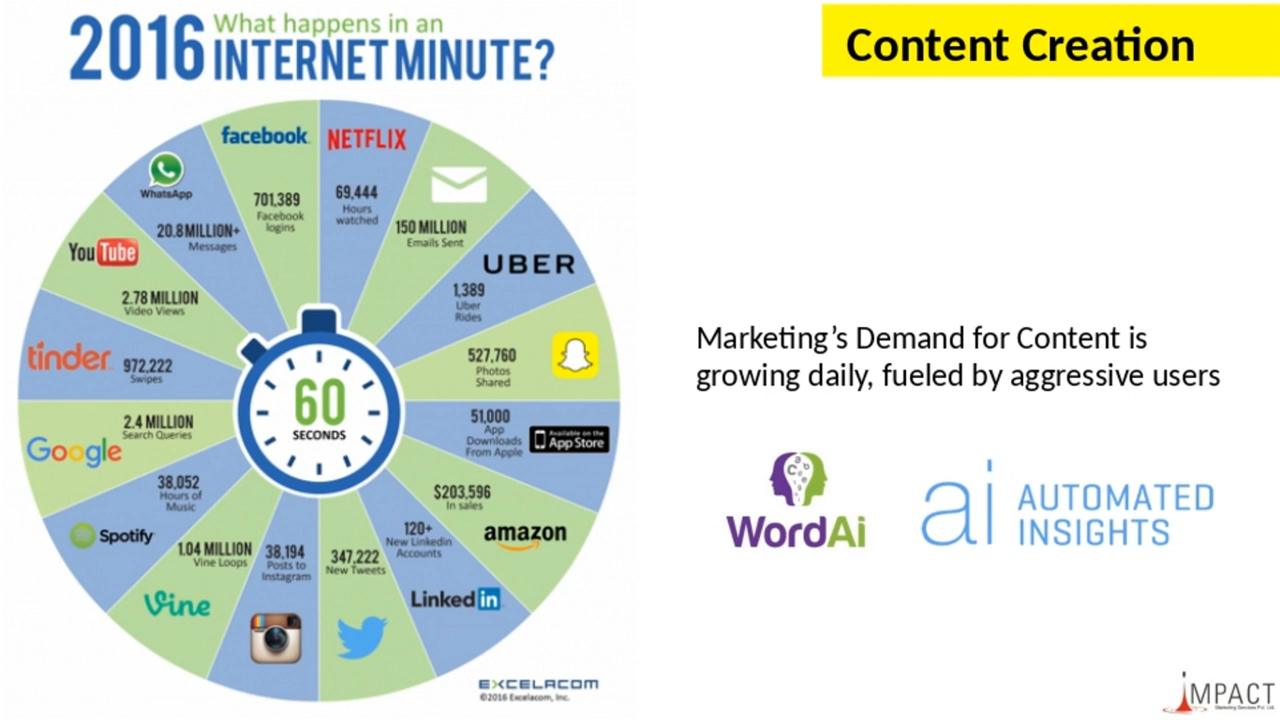 2016 What happens in an
INTERNET MINUTE?
Content Creation
facebook
701,389
Facebook
logins
NETFLIX
69,444
Hours
watched
150 MILLION
Emails Sent
UBER
1,389
Uber
Rides
527,760
Photos
Shared
51,000
App
Downloads
From Apple
Available on the
App Store
$203,596
In sales
amazon
120+
New Linkedin
Accounts
Linkedin
347,222
New Tweets
38,194
Posts to
Instagram
1.04 MILLION
Vine Loops
Vine
38,052
Hours of
Music
Spotify
2.4 MILLION
Search Queries
Google
tinder
972,222
Swipes
YouTube
2.78 MILLION
Video Views
WhatsApp
20.8 MILLION+
Messages
60
SECONDS
EXCELACOM
©2016 Excelacom, Inc.
Marketing’s Demand for Content is
growing daily, fueled by aggressive users
WordAi
ai AUTOMATED
INSIGHTS
IMPACT
Marketing Services Pvt. Ltd.